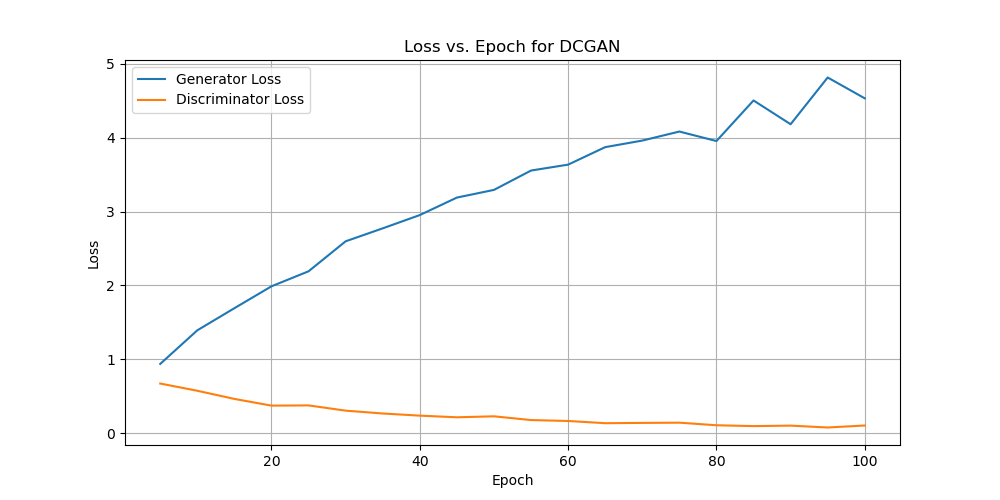 Loss vs. Epoch for DCGAN
Generator Loss
Discriminator Loss
5
4
3
2
1
0
Loss
20 40 60 80 100
Epoch